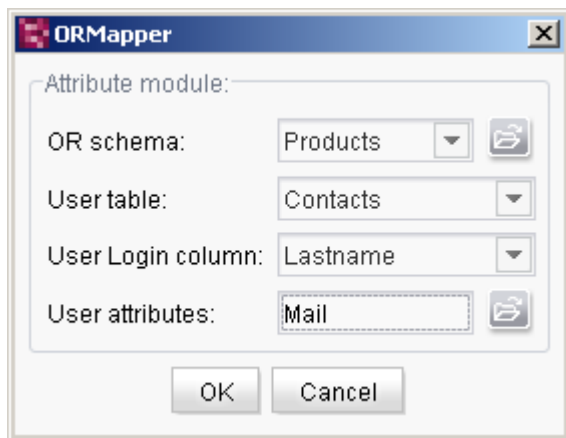 ORMapper
Attribute module:
OR schema: Products
User table: Contacts
User Login column: Lastname
User attributes: Mail
OK Cancel